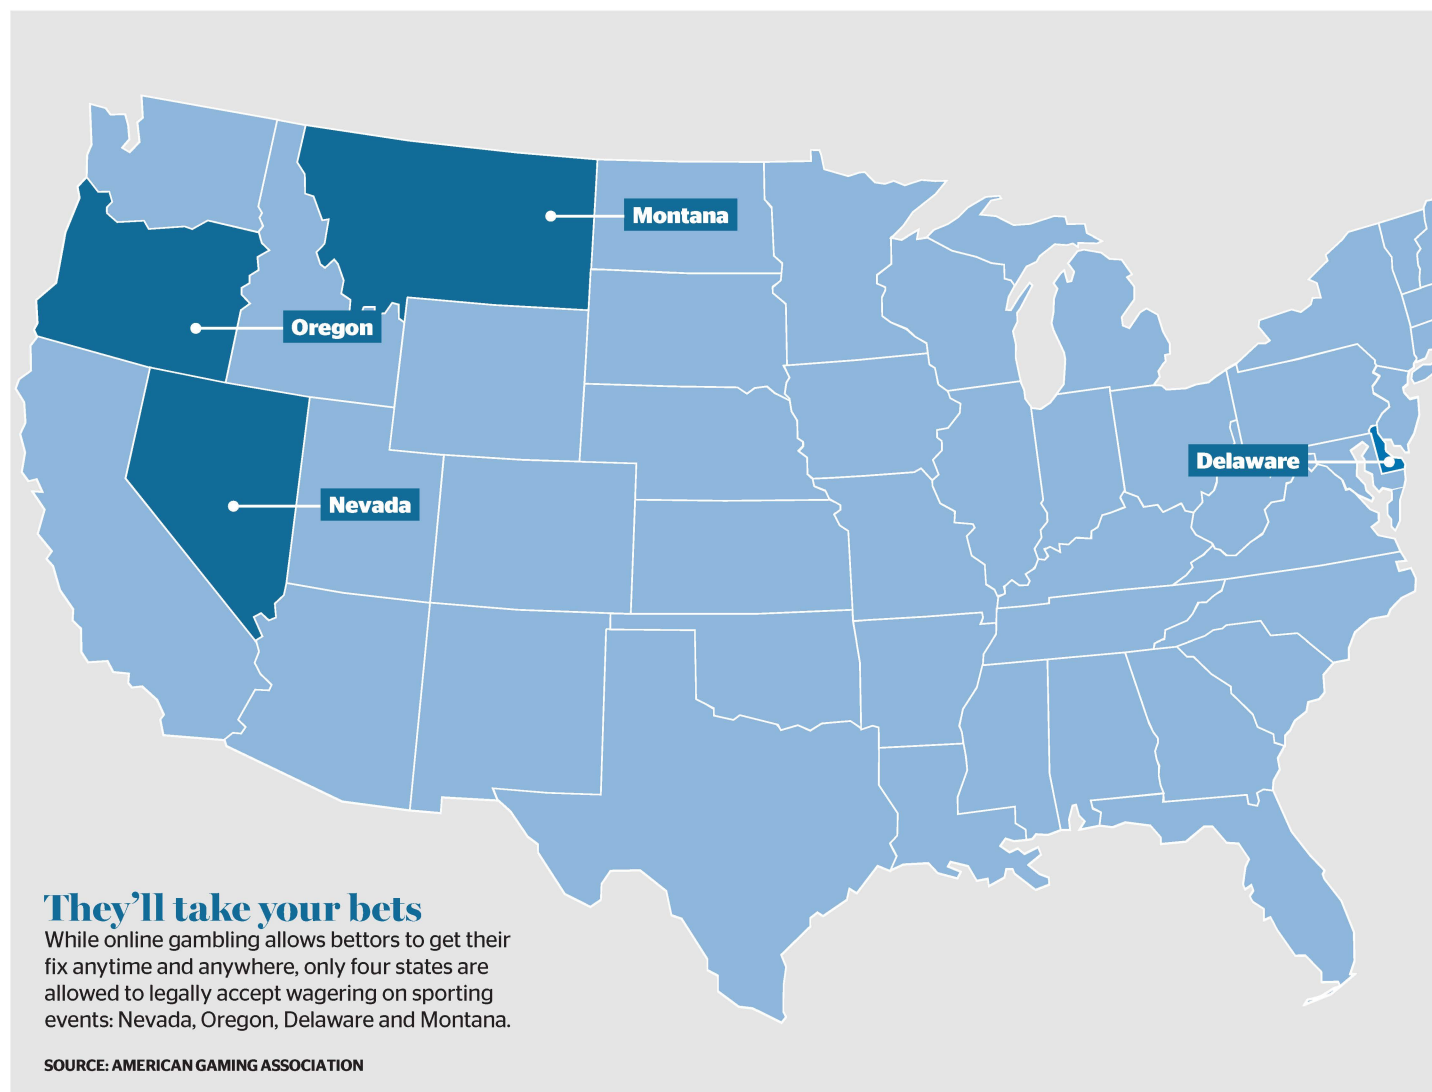 Montana
Oregon
Delaware
Nevada
They’ll take your bets
While online gambling allows bettors to get their
fix anytime and anywhere, only four states are
allowed to legally accept wagering on sporting
events: Nevada, Oregon, Delaware and Montana.
SOURCE: AMERICAN GAMING ASSOCIATION